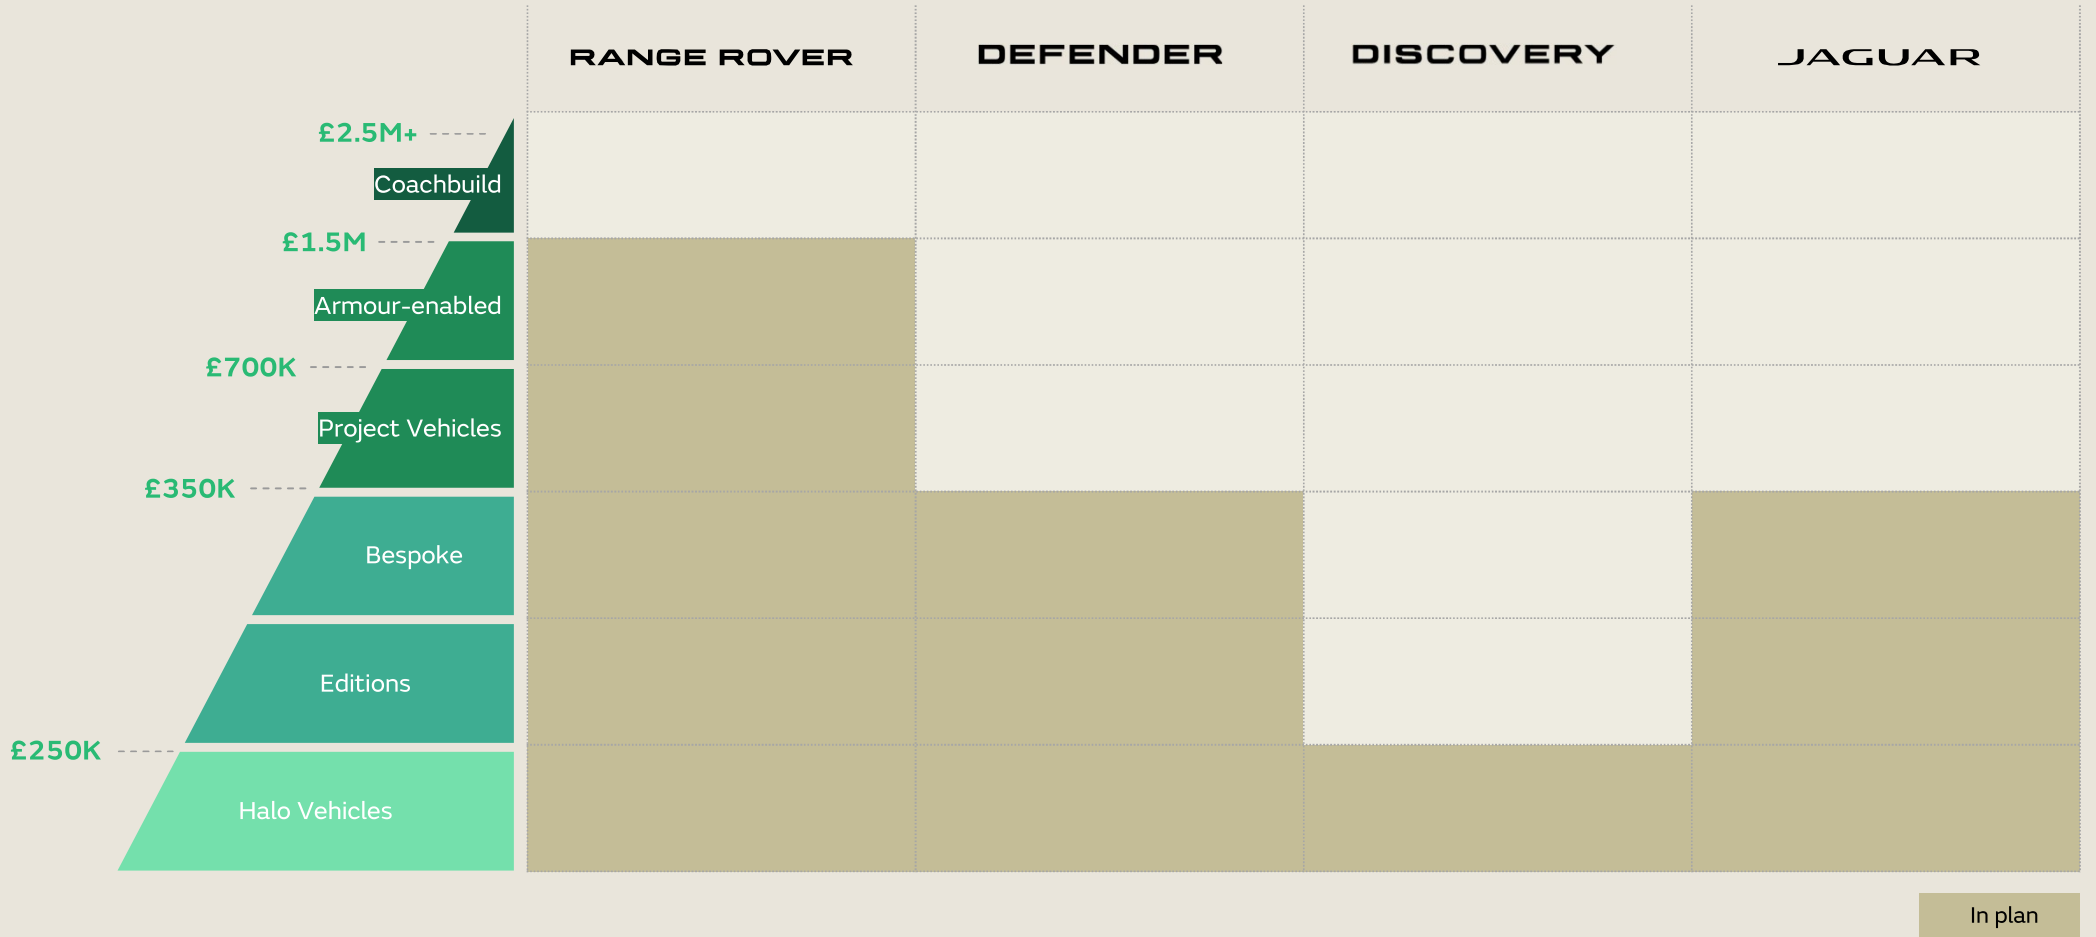 RANGE ROVER
DEFENDER
DISCOVERY
JAGUAR
£2.5M+
Coachbuild
£1.5M
Armour-enabled
£700K
Project Vehicles
£350K
Bespoke
Editions
£250K
Halo Vehicles
In plan